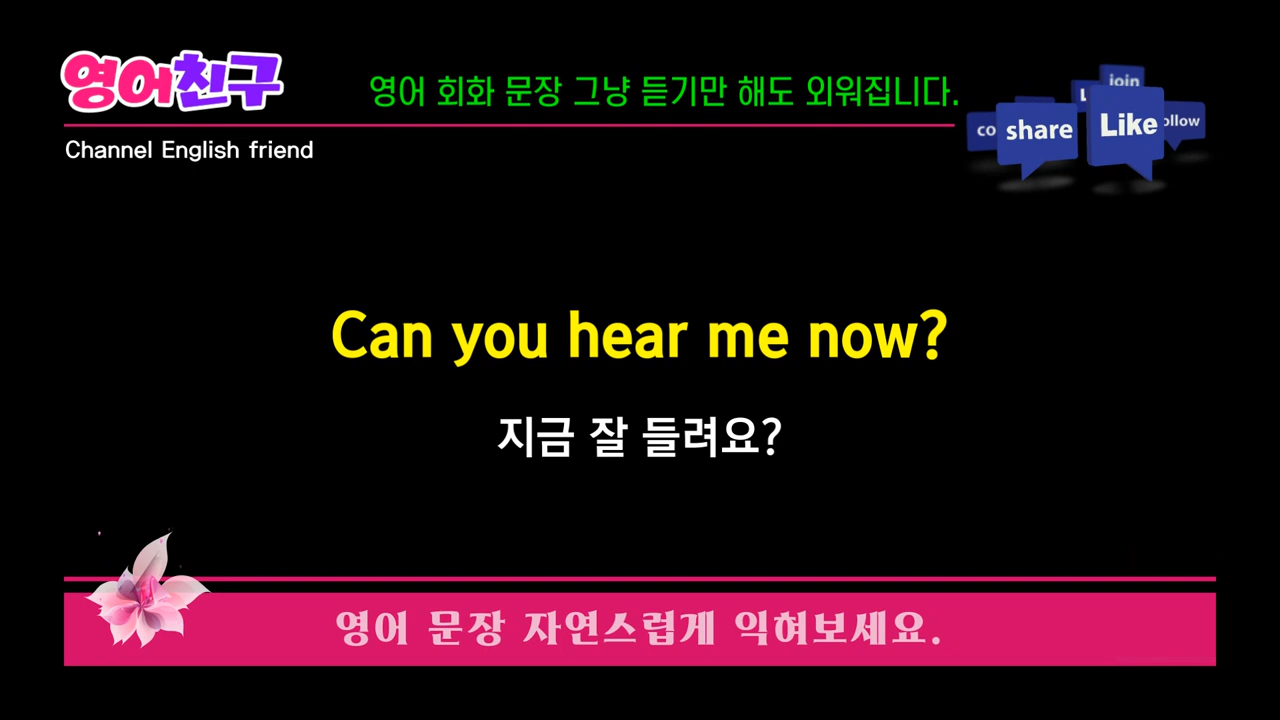 영어친구
영어 회화 문장 그냥 듣기만 해도 외워집니다.
Channel English friend
join
share
Like
Can you hear me now?
지금 잘 들려요?
영어 문장 자연스럽게 익혀보세요.